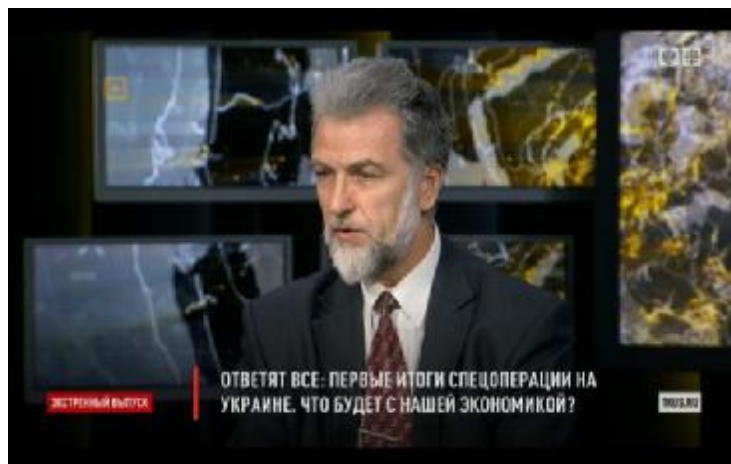 ОТВЕТЯТ ВСЕ: ПЕРВЫЕ ИТОГИ СПЕЦОПЕРАЦИИ НА
ЭКСТРЕННЫЙ ВЫПУСК
УКРАИНЕ. ЧТО БУДЕТ С НАШЕЙ ЭКОНОМИКОЙ?